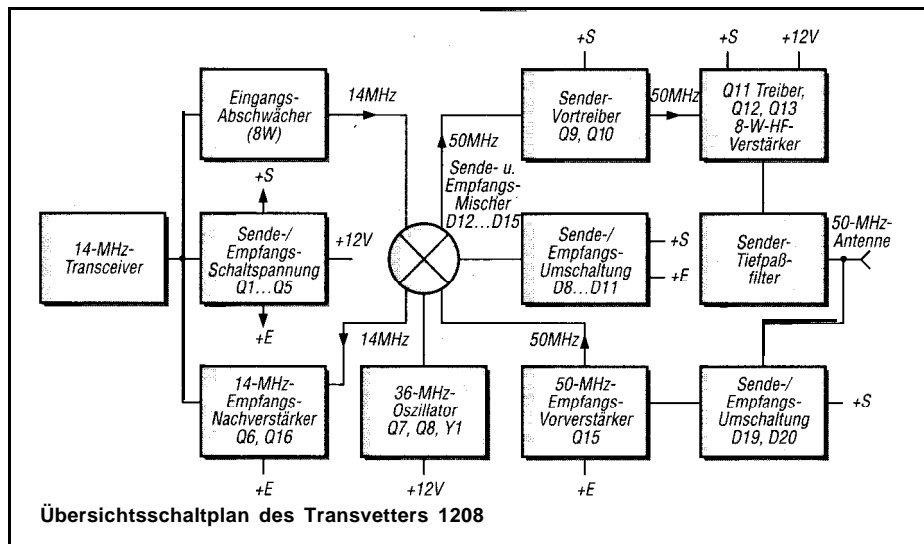 Eingangs-
Abschwächer
(8W)
14MHz
+S
Sender-
Vortreiber
Q9, Q10
50MHz
+S
+12V
Q11 Treiber,
Q12, Q13
8-W-HF-
Verstärker
50MHz
Sende- u.
Empfangs-
Mischer
D12...D15
14-MHz-
Transceiver
+S
Sende-/
Empfangs-
Schaltspannung
Q1...Q5
+12V
+E
Sende-/
Empfangs-
Umschaltung
D8...D11
+S
+E
Sender-
Tiefpaß-
filter
50-MHz-
Antenne
14-MHz-
Empfangs-
Nachverstärker
Q6, Q16
+E
14MHz
36-MHz-
Oszillator
Q7, Q8, Y1
+12V
50MHz
50-MHz-
Empfangs-
Vorverstärker
Q15
+E
Sende-/
Empfangs-
Umschaltung
D19, D20
+S
Übersichtsschaltplan des Transvetters 1208